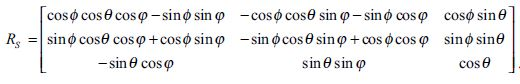 R_S = [ cosϕ cosθ cosφ − sinϕ sinφ   −cosϕ cosθ sinφ − sinϕ cosφ   cosϕ sinθ
sinϕ cosθ cosφ + cosϕ sinφ   −sinϕ cosθ sinφ + cosϕ cosφ   sinϕ sinθ
−sinθ cosφ   sinθ sinφ   cosθ ].